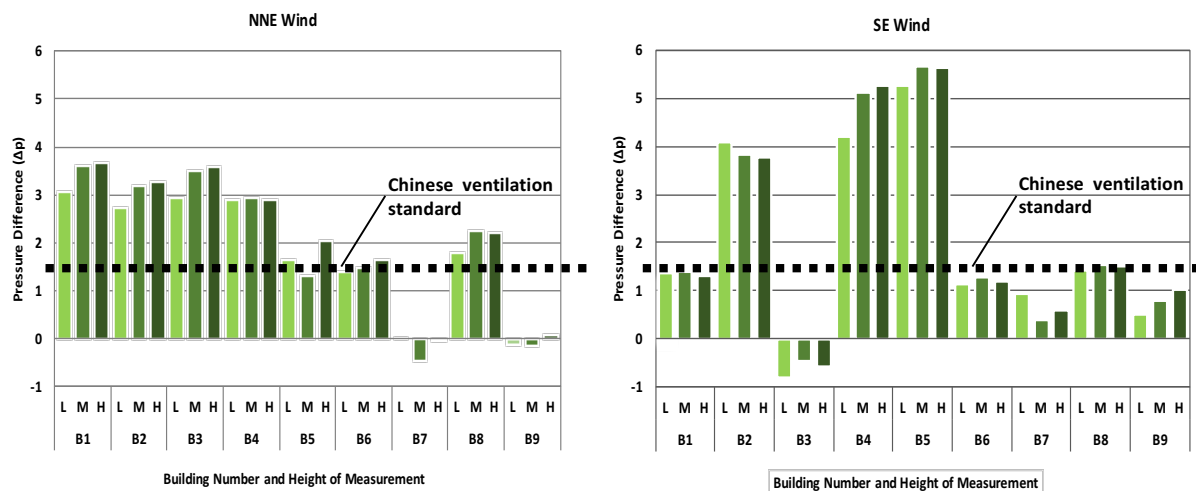 NNE Wind
6
5
4
3
2
1
0
-1
Pressure Difference (Δp)
Chinese ventilation
standard
L M H L M H L M H L M H L M H L M H L M H L M H L M H
B1 B2 B3 B4 B5 B6 B7 B8 B9
Building Number and Height of Measurement
SE Wind
6
5
4
3
2
1
0
-1
Pressure Difference (Δp)
Chinese ventilation
standard
L M H L M H L M H L M H L M H L M H L M H L M H L M H
B1 B2 B3 B4 B5 B6 B7 B8 B9
Building Number and Height of Measurement